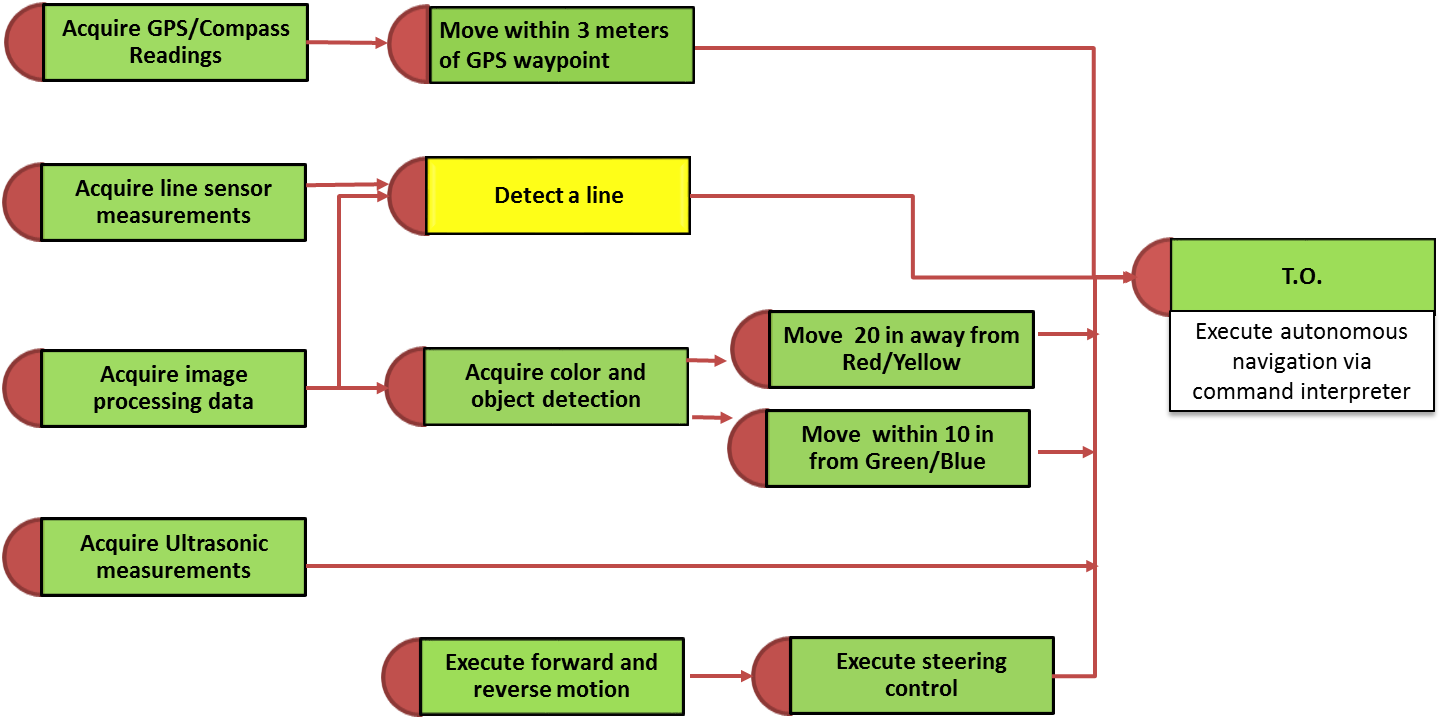 Acquire GPS/Compass
Readings
Move within 3 meters
of GPS waypoint
Acquire line sensor
measurements
Detect a line
T.O.
Execute autonomous
navigation via
command interpreter
Acquire image
processing data
Acquire color and
object detection
Move 20 in away from
Red/Yellow
Move within 10 in
from Green/Blue
Acquire Ultrasonic
measurements
Execute forward and
reverse motion
Execute steering
control